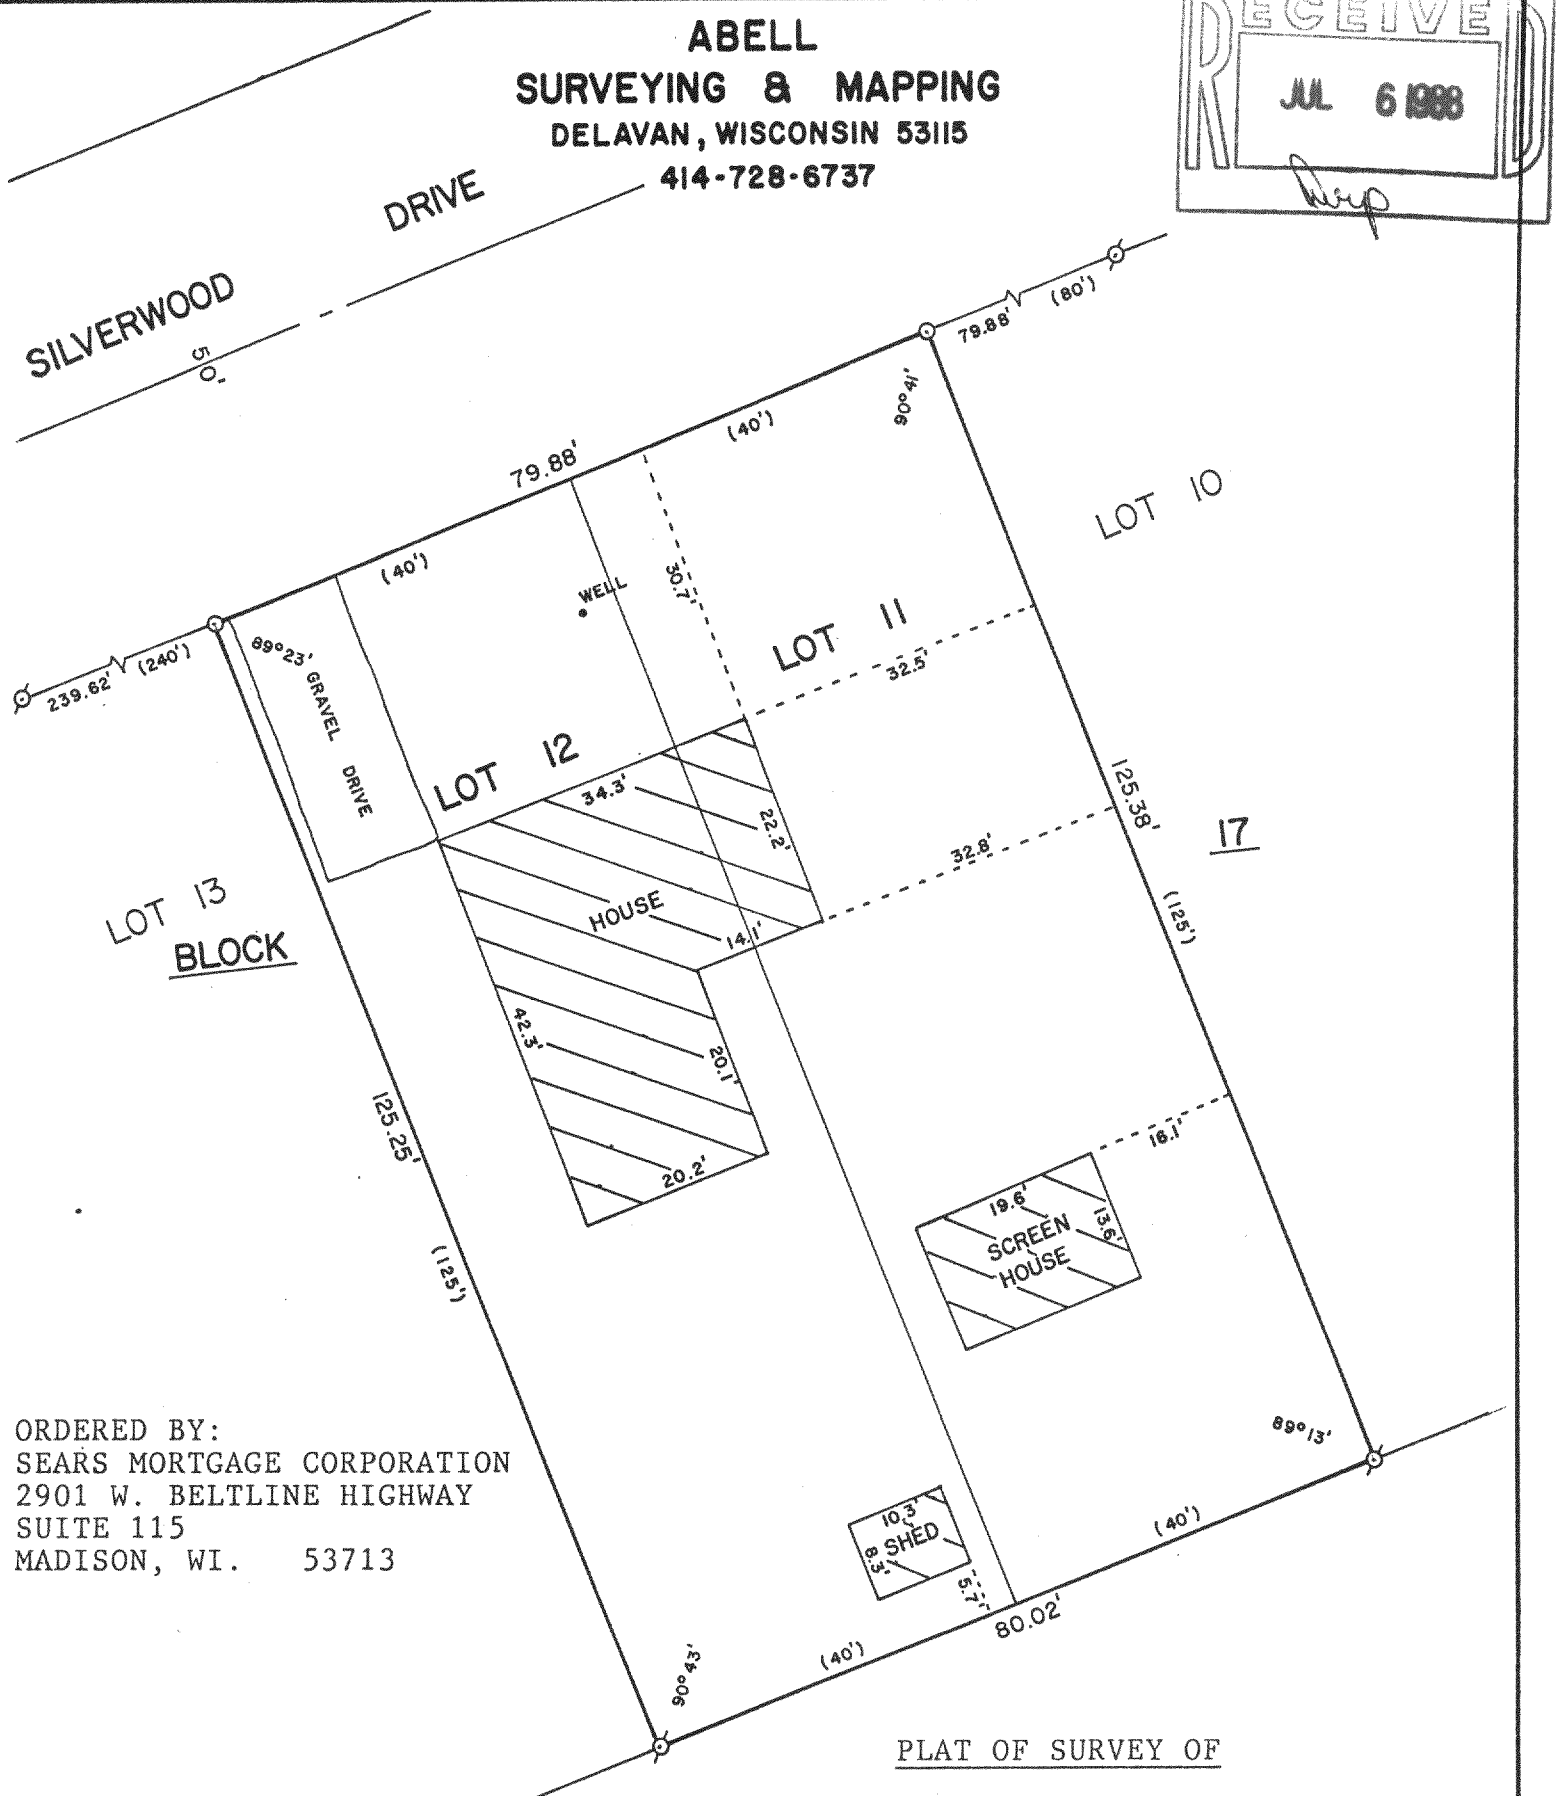 ABELL
SURVEYING & MAPPING
DELAVAN, WISCONSIN 53115
414-728-6737
RECEIVED
JUL 6 1988
SILVERWOOD DRIVE
50'
79.88' (80')
90°41'
(40')
79.88'
(40')
LOT 10
30.7'
WELL
LOT 11
32.5'
239.62' (240')
89°23'
GRAVEL DRIVE
LOT 12
34.3'
22.2'
125.38'
17
32.8'
LOT 13
BLOCK
HOUSE
14.1'
(125')
42.3'
20.1'
125.25'
16.1'
20.2'
19.6'
13.6'
SCREEN
HOUSE
(125')
89°13'
ORDERED BY:
SEARS MORTGAGE CORPORATION
2901 W. BELTLINE HIGHWAY
SUITE 115
MADISON, WI. 53713
10.3'
SHED
8.3'
5.7'
(40')
80.02'
(40')
90°43'
PLAT OF SURVEY OF